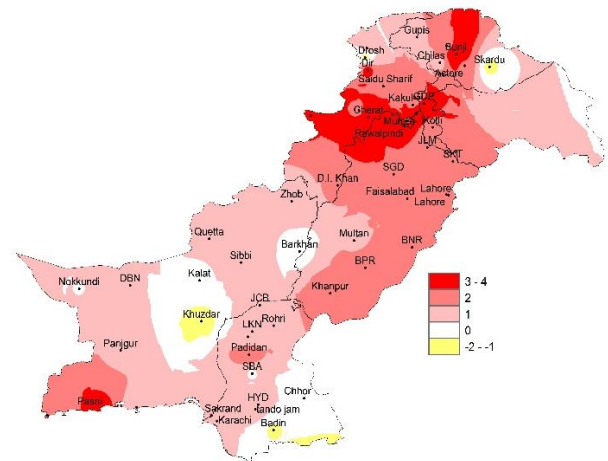 Gupis
Drosh
Chilas
Bunji
Dir
Astore
Skardu
Saidu Sharif
Kakul
GDP
Cherat
Murree
Kotli
Rawalpindi
JLM
SKT
SGD
D.I. Khan
Faisalabad
Lahore
Lahore
Zhob
Quetta
Multan
Barkhan
BNR
Sibbi
BPR
Kalat
DBN
Nokkundi
Khanpur
3 - 4
2
1
0
-2 - -1
JCB
Khuzdar
LKN
Rohri
Panjgur
Padidan
SBA
Pasni
Chhor
HYD
Sakrand
tando jam
Karachi
Badin